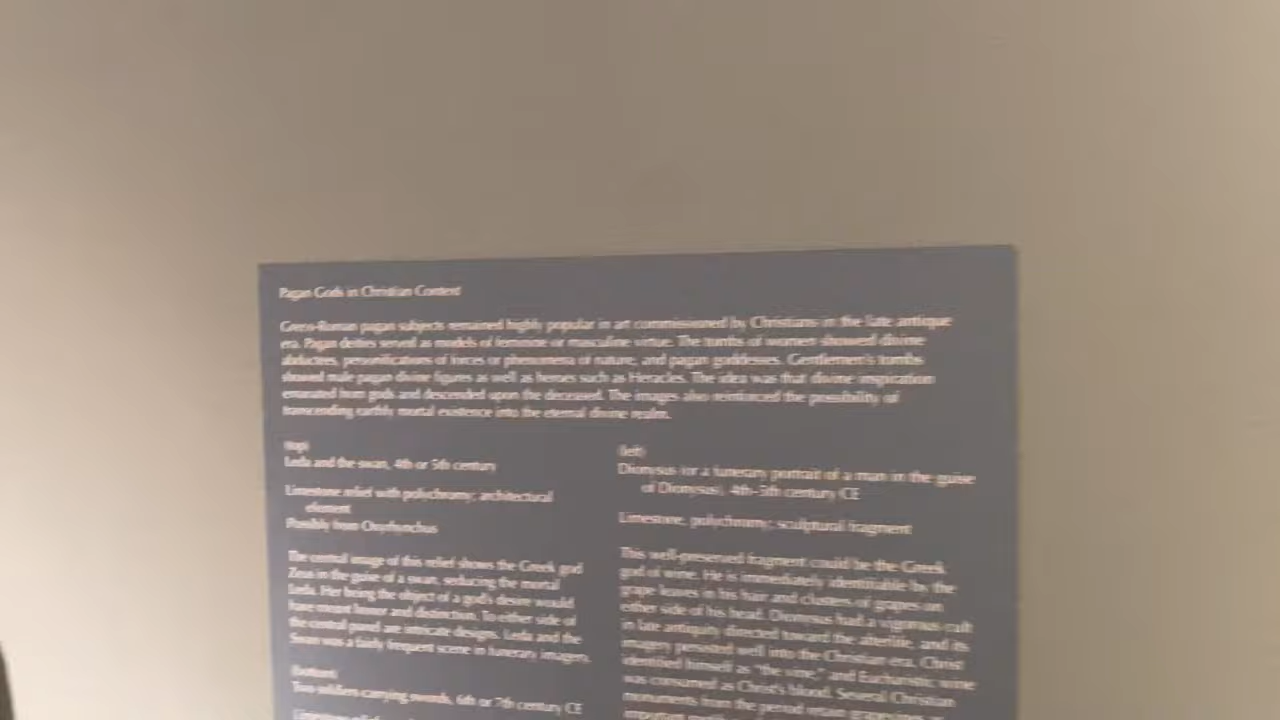 Pagan Gods in Christian Context
Greco-Roman pagan subjects remained highly popular in art commissioned by Christians in the late antique
era. Pagan deities served as models of feminine or masculine virtue. The tombs of women showed divine
abductees, personifications of forces or phenomena of nature, and pagan goddesses. Gentlemen's tombs
showed male pagan divine figures as well as heroes such as Heracles. The idea was that divine inspiration
emanated from gods and descended upon the deceased. The images also reinforced the possibility of
transcending earthly mortal existence into the eternal divine realm.
(top)
Leda and the swan, 4th or 5th century
Limestone relief with polychromy; architectural
element
Possibly from Oxyrhynchus
The central image of this relief shows the Greek god
Zeus in the guise of a swan, seducing the mortal
Leda. Her being the object of a god's desire would
have meant honor and distinction. To either side of
the central panel are intricate designs. Leda and the
Swan was a fairly frequent scene in funerary imagery.
(bottom)
Two soldiers carrying swords, 6th or 7th century CE
(left)
Dionysus (or a funerary portrait of a man in the guise
of Dionysus), 4th-5th century CE
Limestone, polychromy; sculptural fragment
This well-preserved fragment could be the Greek
god of wine. He is immediately identifiable by the
grape leaves in his hair and clusters of grapes on
either side of his head. Dionysus had a vigorous cult
in late antiquity directed toward the afterlife, and its
imagery persisted well into the Christian era. Christ
identified himself as "the vine," and Eucharistic wine
was consumed as Christ's blood. Several Christian
monuments from the period retain